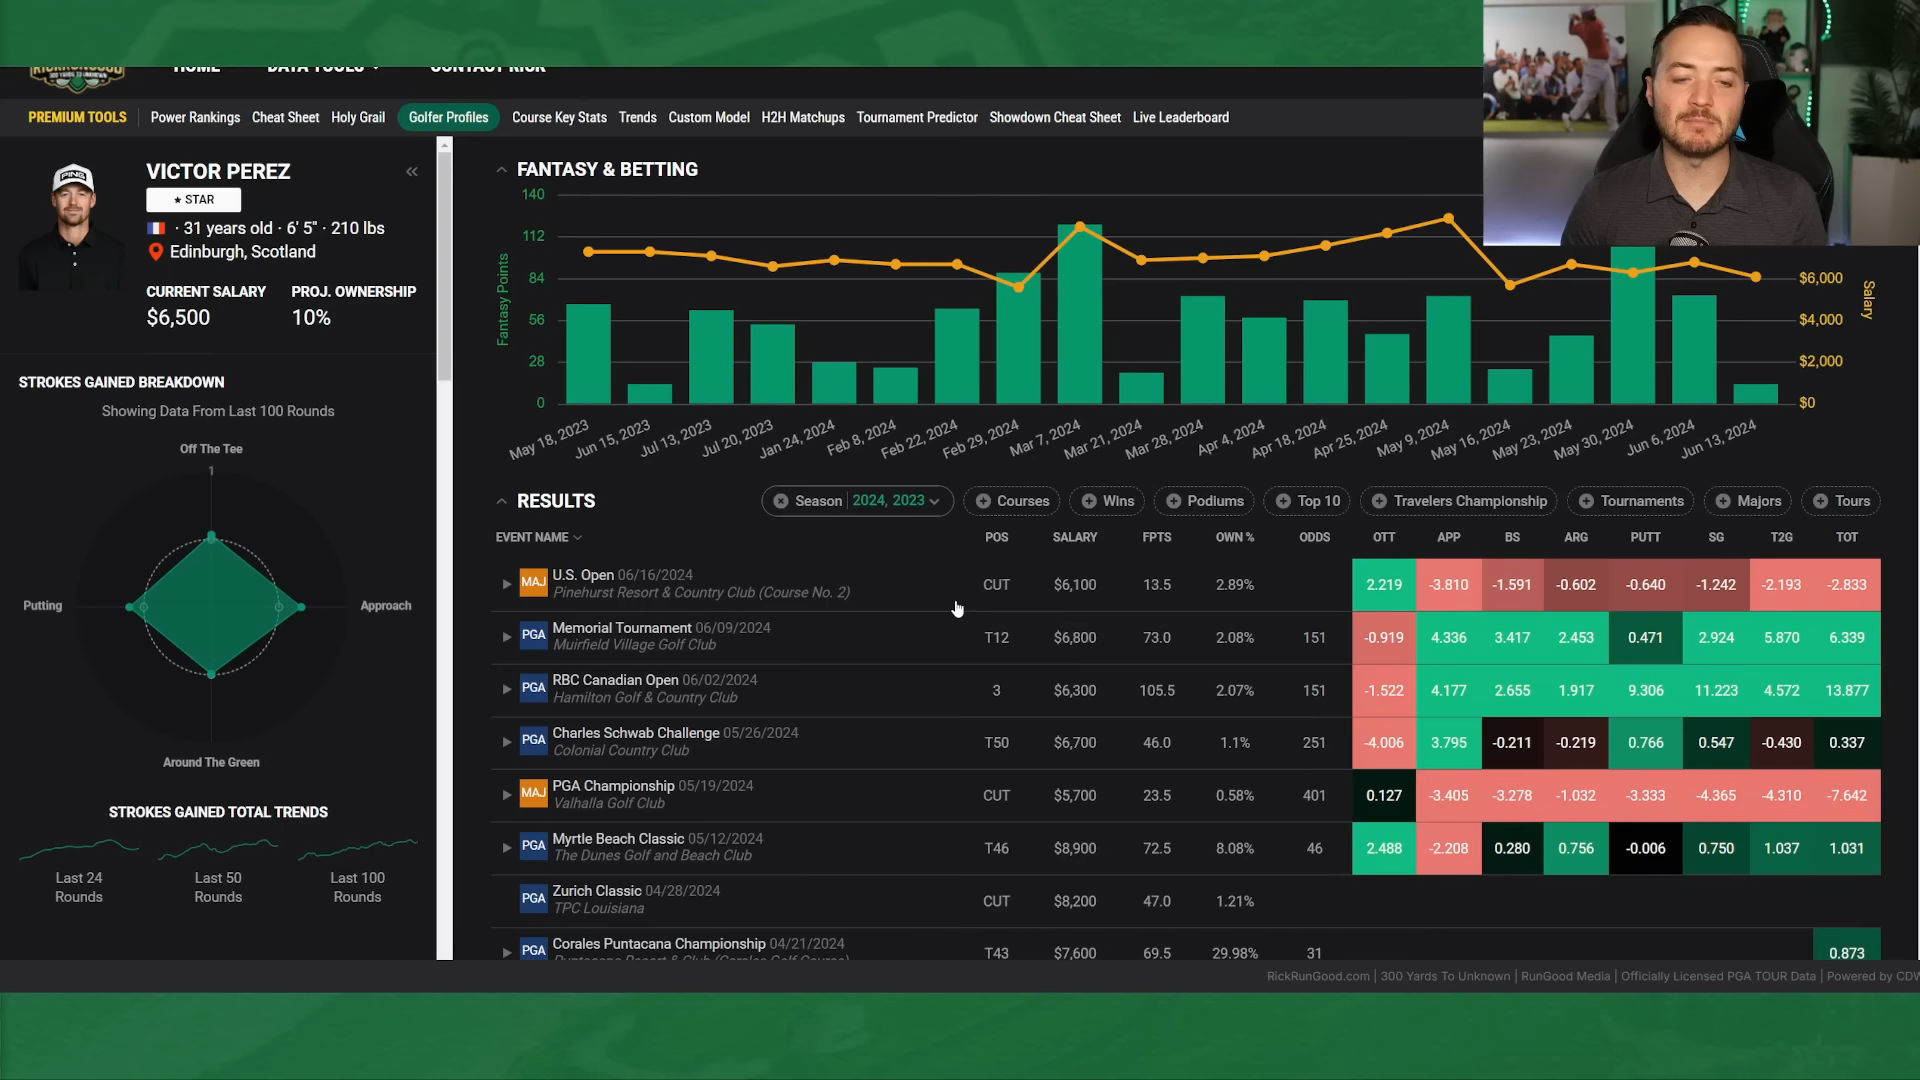 RICKRUNGOOD
300 YARDS TO UNKNOWN
HOME DATA TOOLS CONTACT RICK
PREMIUM TOOLS Power Rankings Cheat Sheet Holy Grail Golfer Profiles Course Key Stats Trends Custom Model H2H Matchups Tournament Predictor Showdown Cheat Sheet Live Leaderboard
PING
VICTOR PEREZ
★ STAR
· 31 years old · 6' 5" · 210 lbs
Edinburgh, Scotland
CURRENT SALARY PROJ. OWNERSHIP
$6,500 10%
STROKES GAINED BREAKDOWN
Showing Data From Last 100 Rounds
Off The Tee
1
Putting Approach
Around The Green
STROKES GAINED TOTAL TRENDS
Last 24 Last 50 Last 100
Rounds Rounds Rounds
FANTASY & BETTING
140
112
84 $6,000
56 $4,000
28 $2,000
0 $0
Fantasy Points
Salary
May 18, 2023 Jun 15, 2023 Jul 13, 2023 Jul 20, 2023 Jan 24, 2024 Feb 8, 2024 Feb 22, 2024 Feb 29, 2024 Mar 7, 2024 Mar 21, 2024 Mar 28, 2024 Apr 4, 2024 Apr 18, 2024 Apr 25, 2024 May 9, 2024 May 16, 2024 May 23, 2024 May 30, 2024 Jun 6, 2024 Jun 13, 2024
RESULTS Season 2024, 2023 Courses Wins Podiums Top 10 Travelers Championship Tournaments Majors Tours
EVENT NAME POS SALARY FPTS OWN % ODDS OTT APP BS ARG PUTT SG T2G TOT
MAJ U.S. Open 06/16/2024 CUT $6,100 13.5 2.89% 2.219 -3.810 -1.591 -0.602 -0.640 -1.242 -2.193 -2.833
Pinehurst Resort & Country Club (Course No. 2)
PGA Memorial Tournament 06/09/2024 T12 $6,800 73.0 2.08% 151 -0.919 4.336 3.417 2.453 0.471 2.924 5.870 6.339
Muirfield Village Golf Club
PGA RBC Canadian Open 06/02/2024 3 $6,300 105.5 2.07% 151 -1.522 4.177 2.655 1.917 9.306 11.223 4.572 13.877
Hamilton Golf & Country Club
PGA Charles Schwab Challenge 05/26/2024 T50 $6,700 46.0 1.1% 251 -4.006 3.795 -0.211 -0.219 0.766 0.547 -0.430 0.337
Colonial Country Club
MAJ PGA Championship 05/19/2024 CUT $5,700 23.5 0.58% 401 0.127 -3.405 -3.278 -1.032 -3.333 -4.365 -4.310 -7.642
Valhalla Golf Club
PGA Myrtle Beach Classic 05/12/2024 T46 $8,900 72.5 8.08% 46 2.488 -2.208 0.280 0.756 -0.006 0.750 1.037 1.031
The Dunes Golf and Beach Club
PGA Zurich Classic 04/28/2024 CUT $8,200 47.0 1.21%
TPC Louisiana
PGA Corales Puntacana Championship 04/21/2024 T43 $7,600 69.5 29.98% 31 0.873
Puntacana Resort & Club (Corales Golf Course)
RickRunGood.com | 300 Yards To Unknown | RunGood Media | Officially Licensed PGA TOUR Data | Powered by CDW